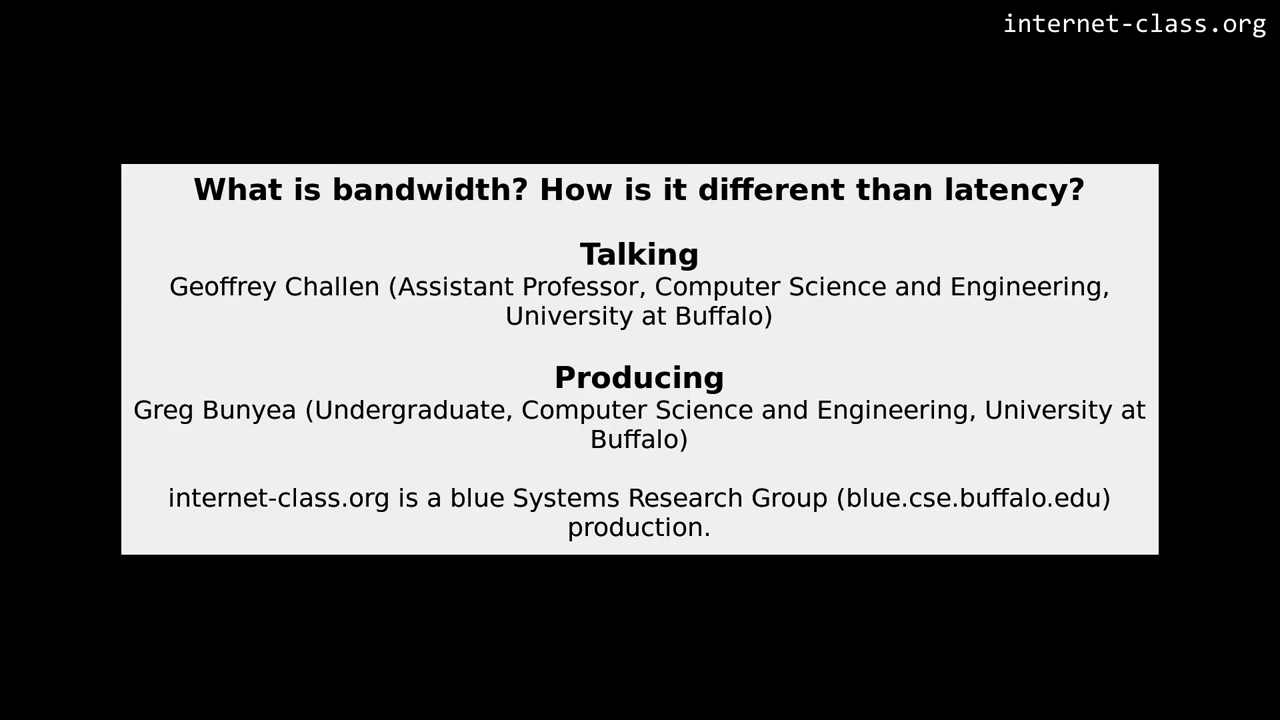 internet-class.org
What is bandwidth? How is it different than latency?
Talking
Geoffrey Challen (Assistant Professor, Computer Science and Engineering,
University at Buffalo)
Producing
Greg Bunyea (Undergraduate, Computer Science and Engineering, University at
Buffalo)
internet-class.org is a blue Systems Research Group (blue.cse.buffalo.edu)
production.